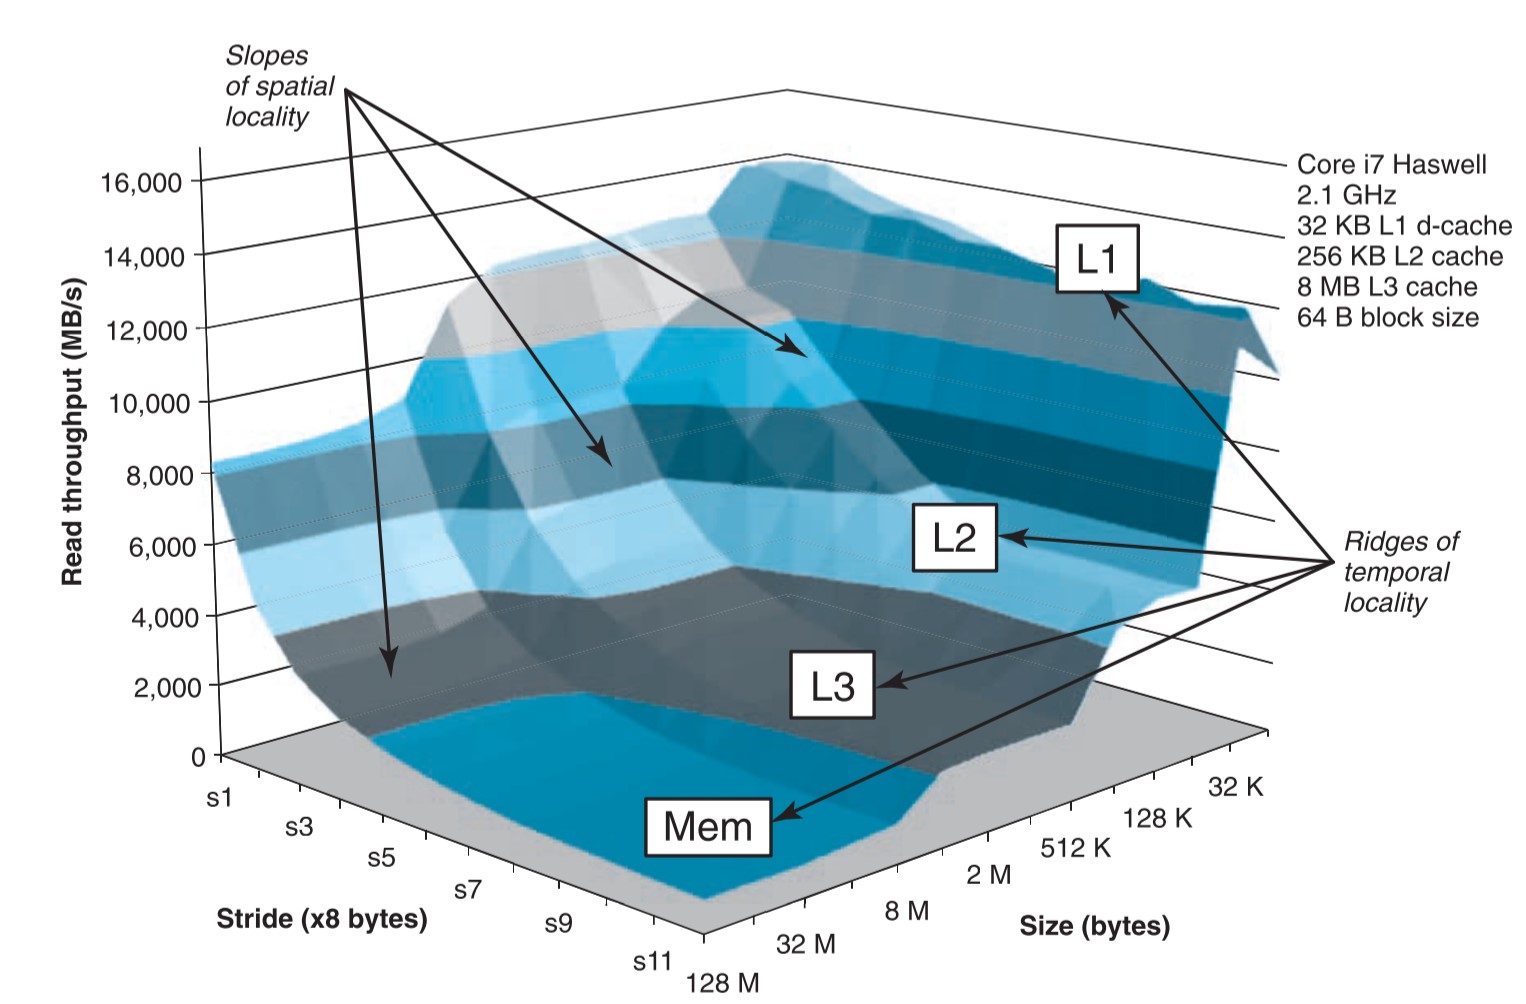 Slopes
of spatial
locality
Core i7 Haswell
2.1 GHz
32 KB L1 d-cache
256 KB L2 cache
8 MB L3 cache
64 B block size
16,000
14,000
12,000
10,000
8,000
6,000
4,000
2,000
0
Read throughput (MB/s)
L1
L2
L3
Mem
Ridges of
temporal
locality
s1
s3
s5
s7
s9
s11
Stride (x8 bytes)
128 M
32 M
8 M
2 M
512 K
128 K
32 K
Size (bytes)